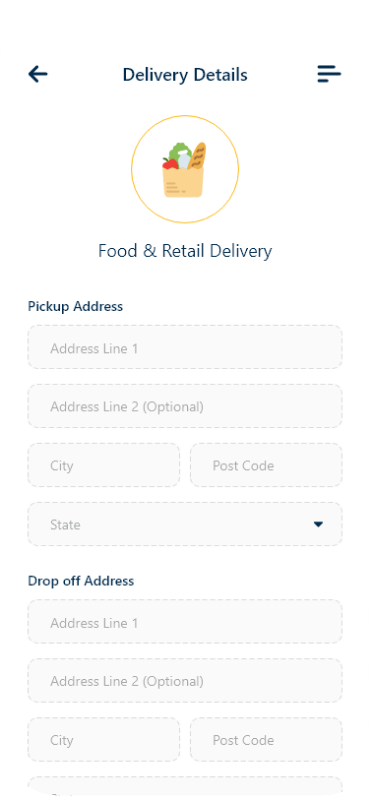 Delivery Details
Food & Retail Delivery
Pickup Address
Address Line 1
Address Line 2 (Optional)
City
Post Code
State
Drop off Address
Address Line 1
Address Line 2 (Optional)
City
Post Code